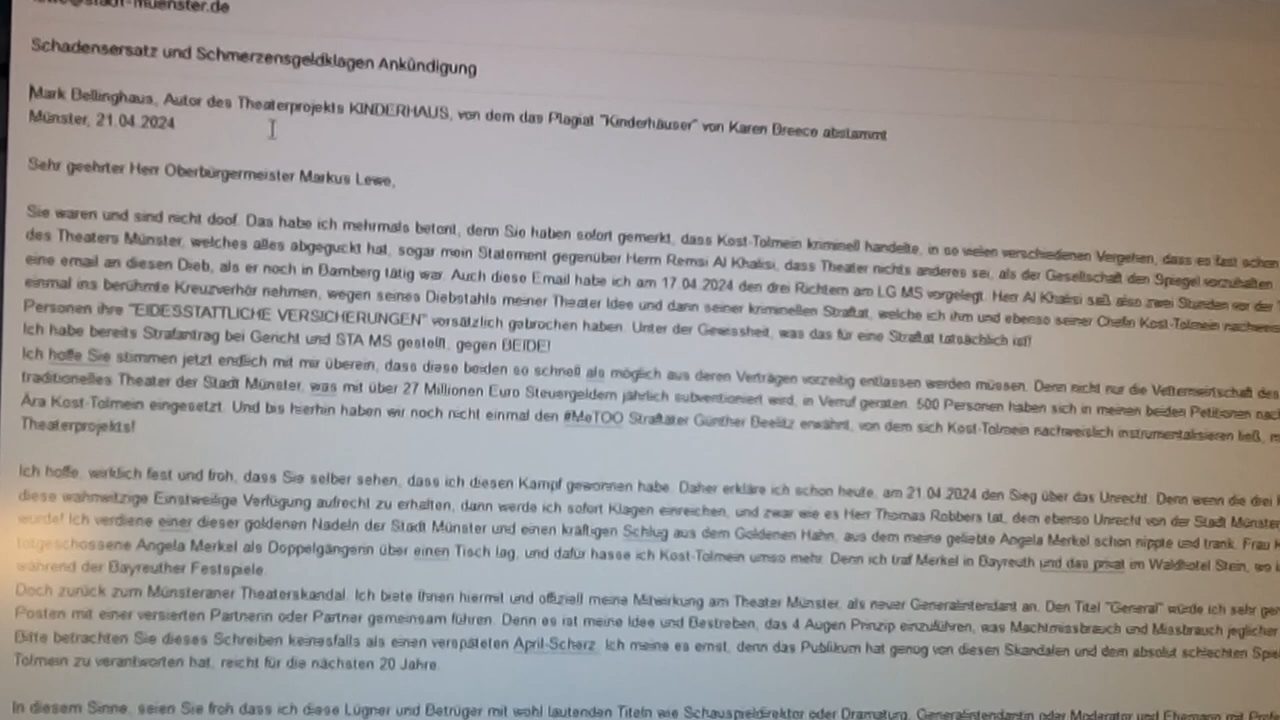 @stadt-muenster.de
Schadensersatz und Schmerzensgeldklagen Ankündigung
Mark Bellinghaus, Autor des Theaterprojekts KINDERHAUS, von dem das Plagiat "Kinderhäuser" von Karen Breece abstammt
Münster, 21.04.2024
Sehr geehrter Herr Oberbürgermeister Markus Lewe,
Sie waren und sind nicht doof. Das habe ich mehrmals betont, denn Sie haben sofort gemerkt, dass Kost-Tolmein kriminell handelte, in so vielen verschiedenen Vergehen, dass es fast schon
des Theaters Münster, welches alles abgeguckt hat, sogar mein Statement gegenüber Herrn Remsi Al Khalisi, dass Theater nichts anderes sei, als der Gesellschaft den Spiegel vorzuhalten
eine email an diesen Dieb, als er noch in Bamberg tätig war. Auch diese Email habe ich am 17.04.2024 den drei Richtern am LG MS vorgelegt. Herr Al Khalisi saß also zwei Stunden vor der
einmal ins berühmte Kreuzverhör nehmen, wegen seines Diebstahls meiner Theater Idee und dann seiner kriminellen Straftat, welche ich ihm und ebenso seiner Chefin Kost-Tolmein
Personen ihre "EIDESSTATTLICHE VERSICHERUNGEN" vorsätzlich gebrochen haben. Unter der Gewissheit, was das für eine Straftat tatsächlich ist!
Ich habe bereits Strafantrag bei Gericht und STA MS gestellt, gegen BEIDE!
Ich hoffe Sie stimmen jetzt endlich mit mir überein, dass diese beiden so schnell als möglich aus deren Verträgen vorzeitig entlassen werden müssen. Denn nicht nur die Vetternwirtschaft des
traditionelles Theater der Stadt Münster, was mit über 27 Millionen Euro Steuergeldern jährlich subventioniert wird, in Verruf geraten. 500 Personen haben sich in meinen beiden Petitionen
Ära Kost-Tolmein eingesetzt. Und bis hierhin haben wir noch nicht einmal den #MeTOO Straftäter Günther Beelitz erwähnt, von dem sich Kost-Tolmein nachweislich instrumentalisieren ließ,
Theaterprojekts!
Ich hoffe, wirklich fest und froh, dass Sie selber sehen, dass ich diesen Kampf gewonnen habe. Daher erkläre ich schon heute, am 21.04.2024 den Sieg über das Unrecht. Denn wenn die drei
diese wahnwitzige Einstweilige Verfügung aufrecht zu erhalten, dann werde ich sofort Klagen einreichen, und zwar wie es Herr Thomas Robbers tat, dem ebenso Unrecht von der Stadt Münster
wurde! Ich verdiene einer dieser goldenen Nadeln der Stadt Münster und einen kräftigen Schlug aus dem Goldenen Hahn, aus dem meine geliebte Angela Merkel schon nippte und trank. Frau
totgeschossene Angela Merkel als Doppelgängerin über einen Tisch lag, und dafür hasse ich Kost-Tolmein umso mehr. Denn ich traf Merkel in Bayreuth und das privat im Waldhotel Stein, wo
während der Bayreuther Festspiele.
Doch zurück zum Münsteraner Theaterskandal. Ich biete Ihnen hiermit und offiziell meine Mitwirkung am Theater Münster, als neuer Generalintendant an. Den Titel "General" würde ich sehr
Posten mit einer versierten Partnerin oder Partner gemeinsam führen. Denn es ist meine Idee und Bestreben, das 4 Augen Prinzip einzuführen, was Machtmissbrauch und Missbrauch jeglicher
Bitte betrachten Sie dieses Schreiben keinesfalls als einen verspäteten April-Scherz. Ich meine es ernst, denn das Publikum hat genug von diesen Skandalen und dem absolut schlechten
Tolmein zu verantworten hat, reicht für die nächsten 20 Jahre.
In diesem Sinne, seien Sie froh dass ich diese Lügner und Betrüger mit wohl lautenden Titeln wie Schauspieldirektor oder Dramaturg, Generalintendantin oder Moderator und Ehemann mit